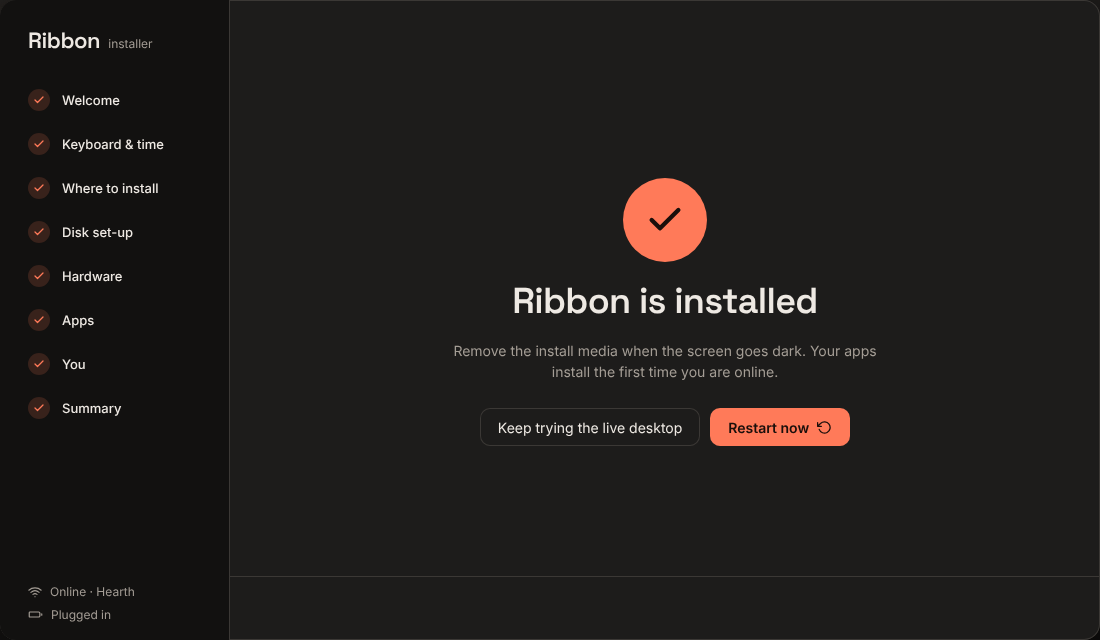 Ribbon installer
Welcome
Keyboard & time
Where to install
Disk set-up
Hardware
Apps
You
Summary
Online · Hearth
Plugged in
Ribbon is installed
Remove the install media when the screen goes dark. Your apps
install the first time you are online.
Keep trying the live desktop
Restart now